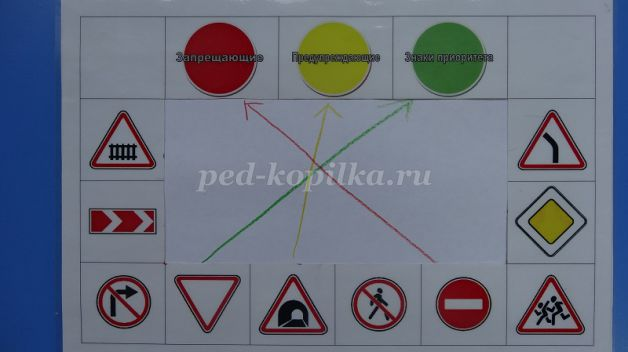 Запрещающие
Предупреждающие
Знаки приоритета
ped-kopilka.ru